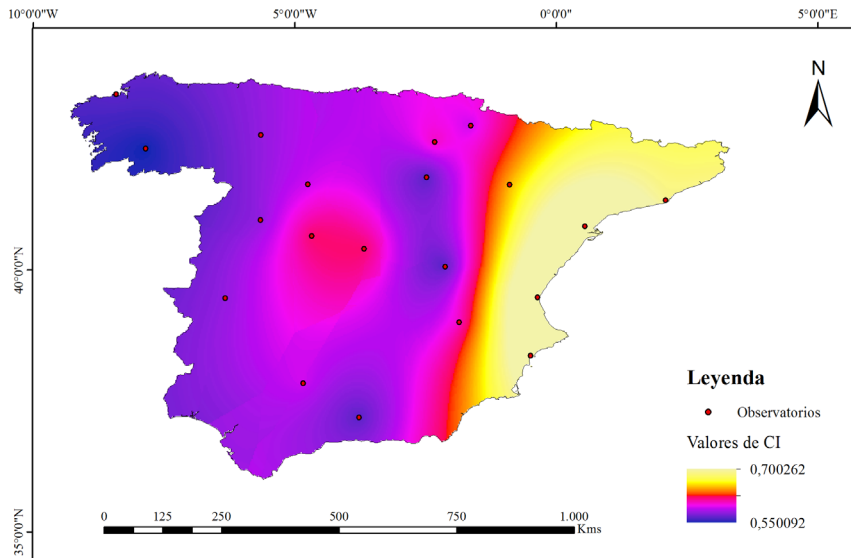 10°0'0"W
5°0'0"W
0°0'0"
5°0'0"E
N
40°0'0"N
35°0'0"N
Leyenda
Observatorios
Valores de CI
0,700262
0,550092
0 125 250 500 750 1.000
Kms